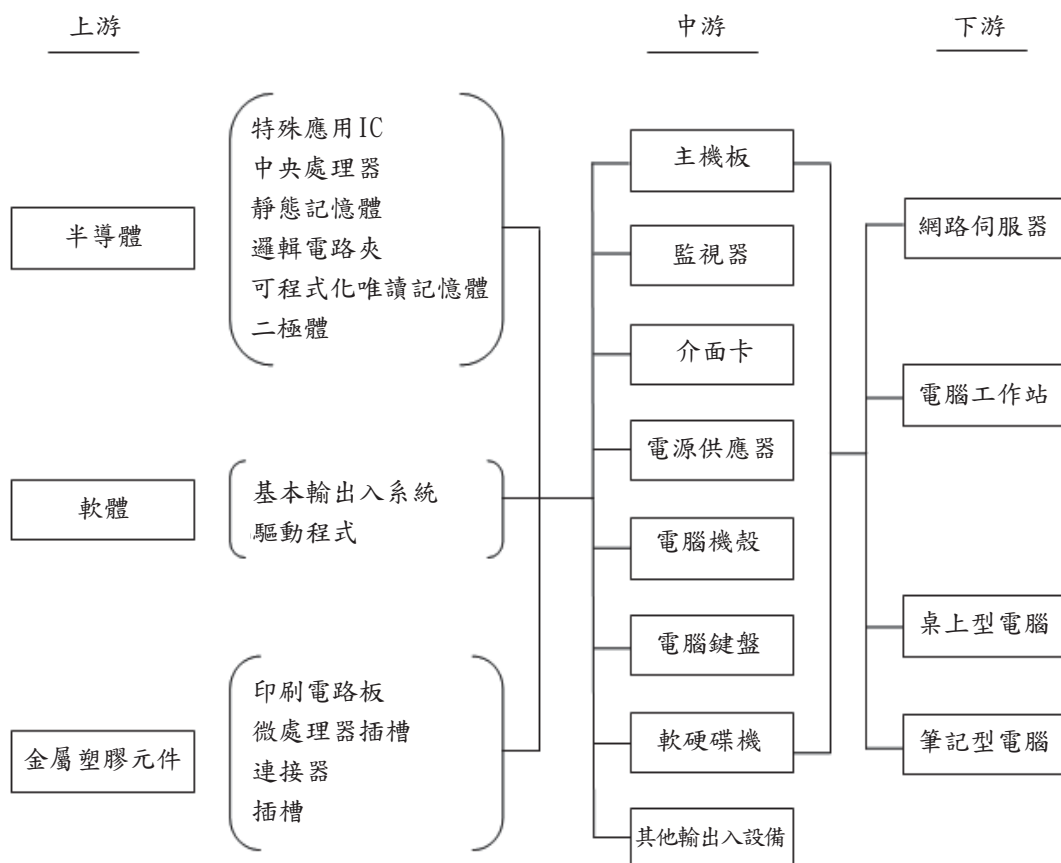 上游
中游
下游
半導體
特殊應用IC
中央處理器
靜態記憶體
邏輯電路夾
可程式化唯讀記憶體
二極體
軟體
基本輸出入系統
驅動程式
金屬塑膠元件
印刷電路板
微處理器插槽
連接器
插槽
主機板
監視器
介面卡
電源供應器
電腦機殼
電腦鍵盤
軟硬碟機
其他輸出入設備
網路伺服器
電腦工作站
桌上型電腦
筆記型電腦